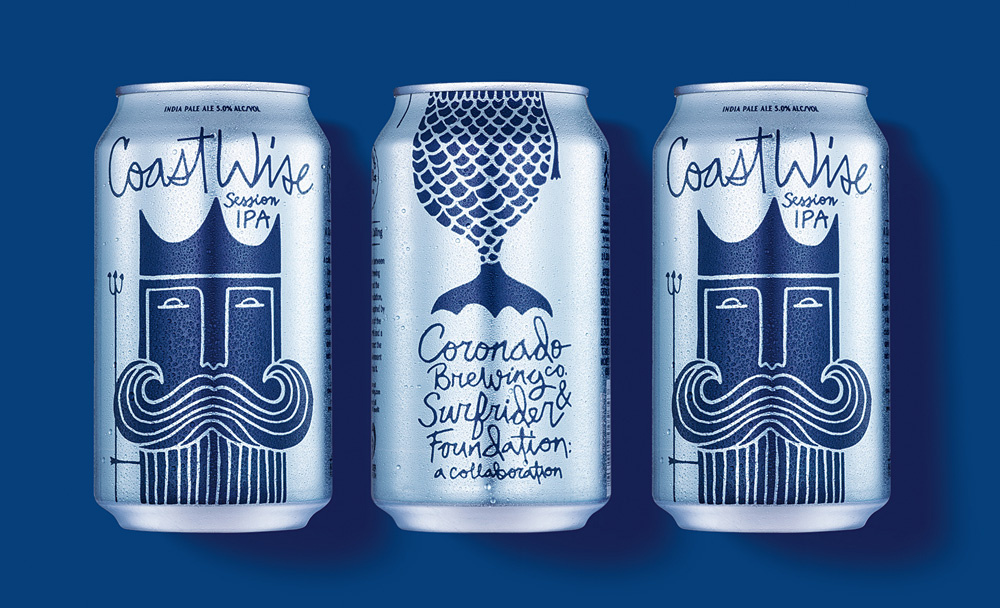 INDIA PALE ALE 5.0% ALC/VOL
CoastWise
Session
IPA
Coronado
Brewing co.
&
Surfrider
Foundation:
a collaboration
INDIA PALE ALE 5.0% ALC/VOL
CoastWise
Session
IPA